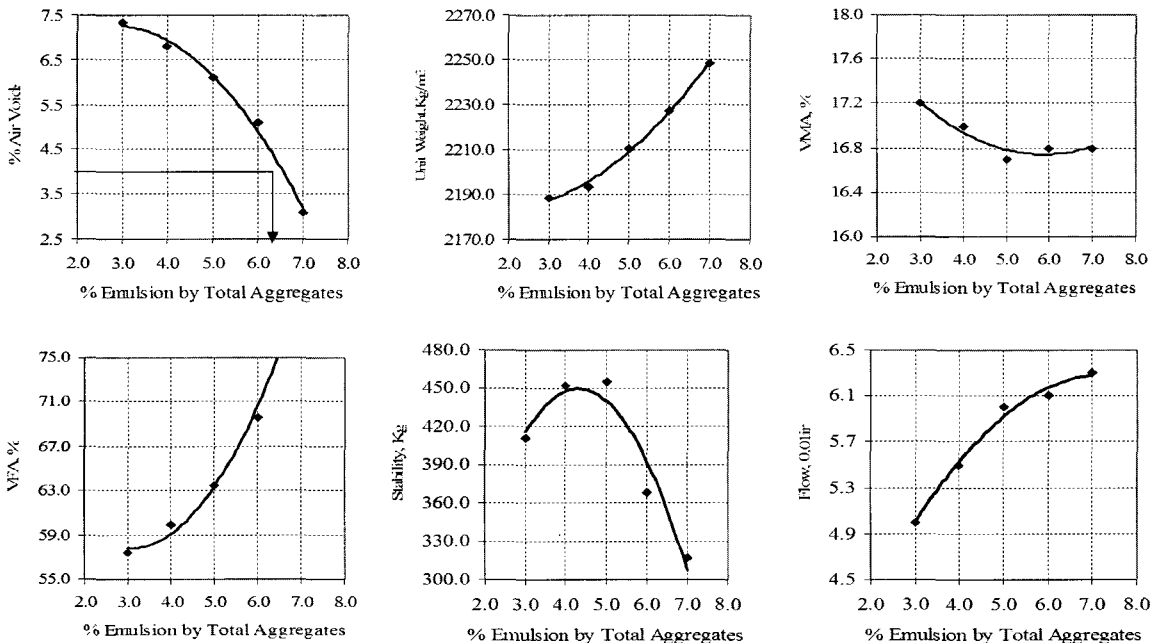 7.5
6.5
5.5
4.5
3.5
2.5
% Air Voids
2.0 3.0 4.0 5.0 6.0 7.0 8.0
% Emulsion by Total Aggregates
2270.0
2250.0
2230.0
2210.0
2190.0
2170.0
Unit Weight, Kg/m³
2.0 3.0 4.0 5.0 6.0 7.0 8.0
% Emulsion by Total Aggregates
18.0
17.6
17.2
16.8
16.4
16.0
VMA, %
2.0 3.0 4.0 5.0 6.0 7.0 8.0
% Emulsion by Total Aggregates
75.0
71.0
67.0
63.0
59.0
55.0
VFA, %
2.0 3.0 4.0 5.0 6.0 7.0 8.0
% Emulsion by Total Aggregates
480.0
450.0
420.0
390.0
360.0
330.0
300.0
Stability, Kg
2.0 3.0 4.0 5.0 6.0 7.0 8.0
% Emulsion by Total Aggregates
6.5
6.1
5.7
5.3
4.9
4.5
Flow, 0.01in
2.0 3.0 4.0 5.0 6.0 7.0 8.0
% Emulsion by Total Aggregates